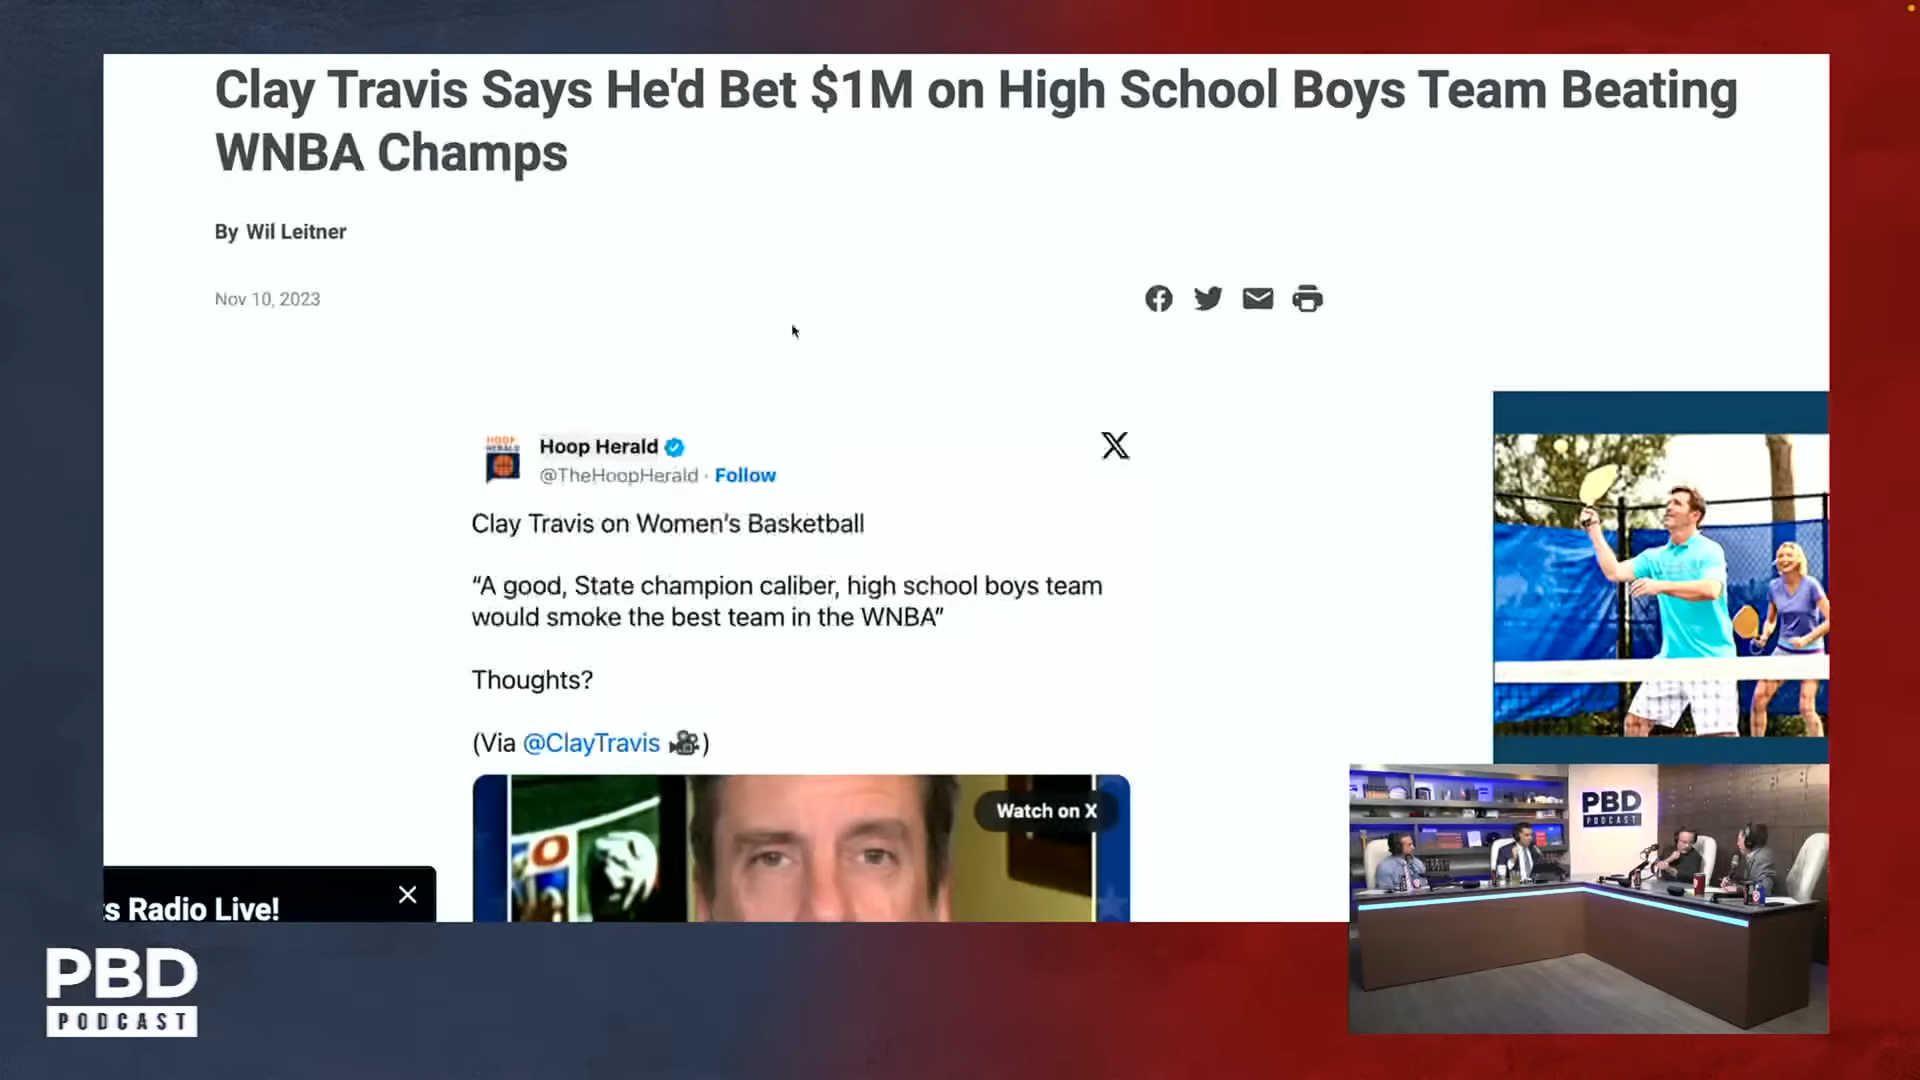 Clay Travis Says He'd Bet $1M on High School Boys Team Beating
WNBA Champs
By Wil Leitner
Nov 10, 2023
HOOP
HERALD
Hoop Herald
@TheHoopHerald · Follow
Clay Travis on Women's Basketball
“A good, State champion caliber, high school boys team
would smoke the best team in the WNBA”
Thoughts?
(Via @ClayTravis 🎥)
Watch on X
s Radio Live!
PBD
PODCAST
PBD
PODCAST